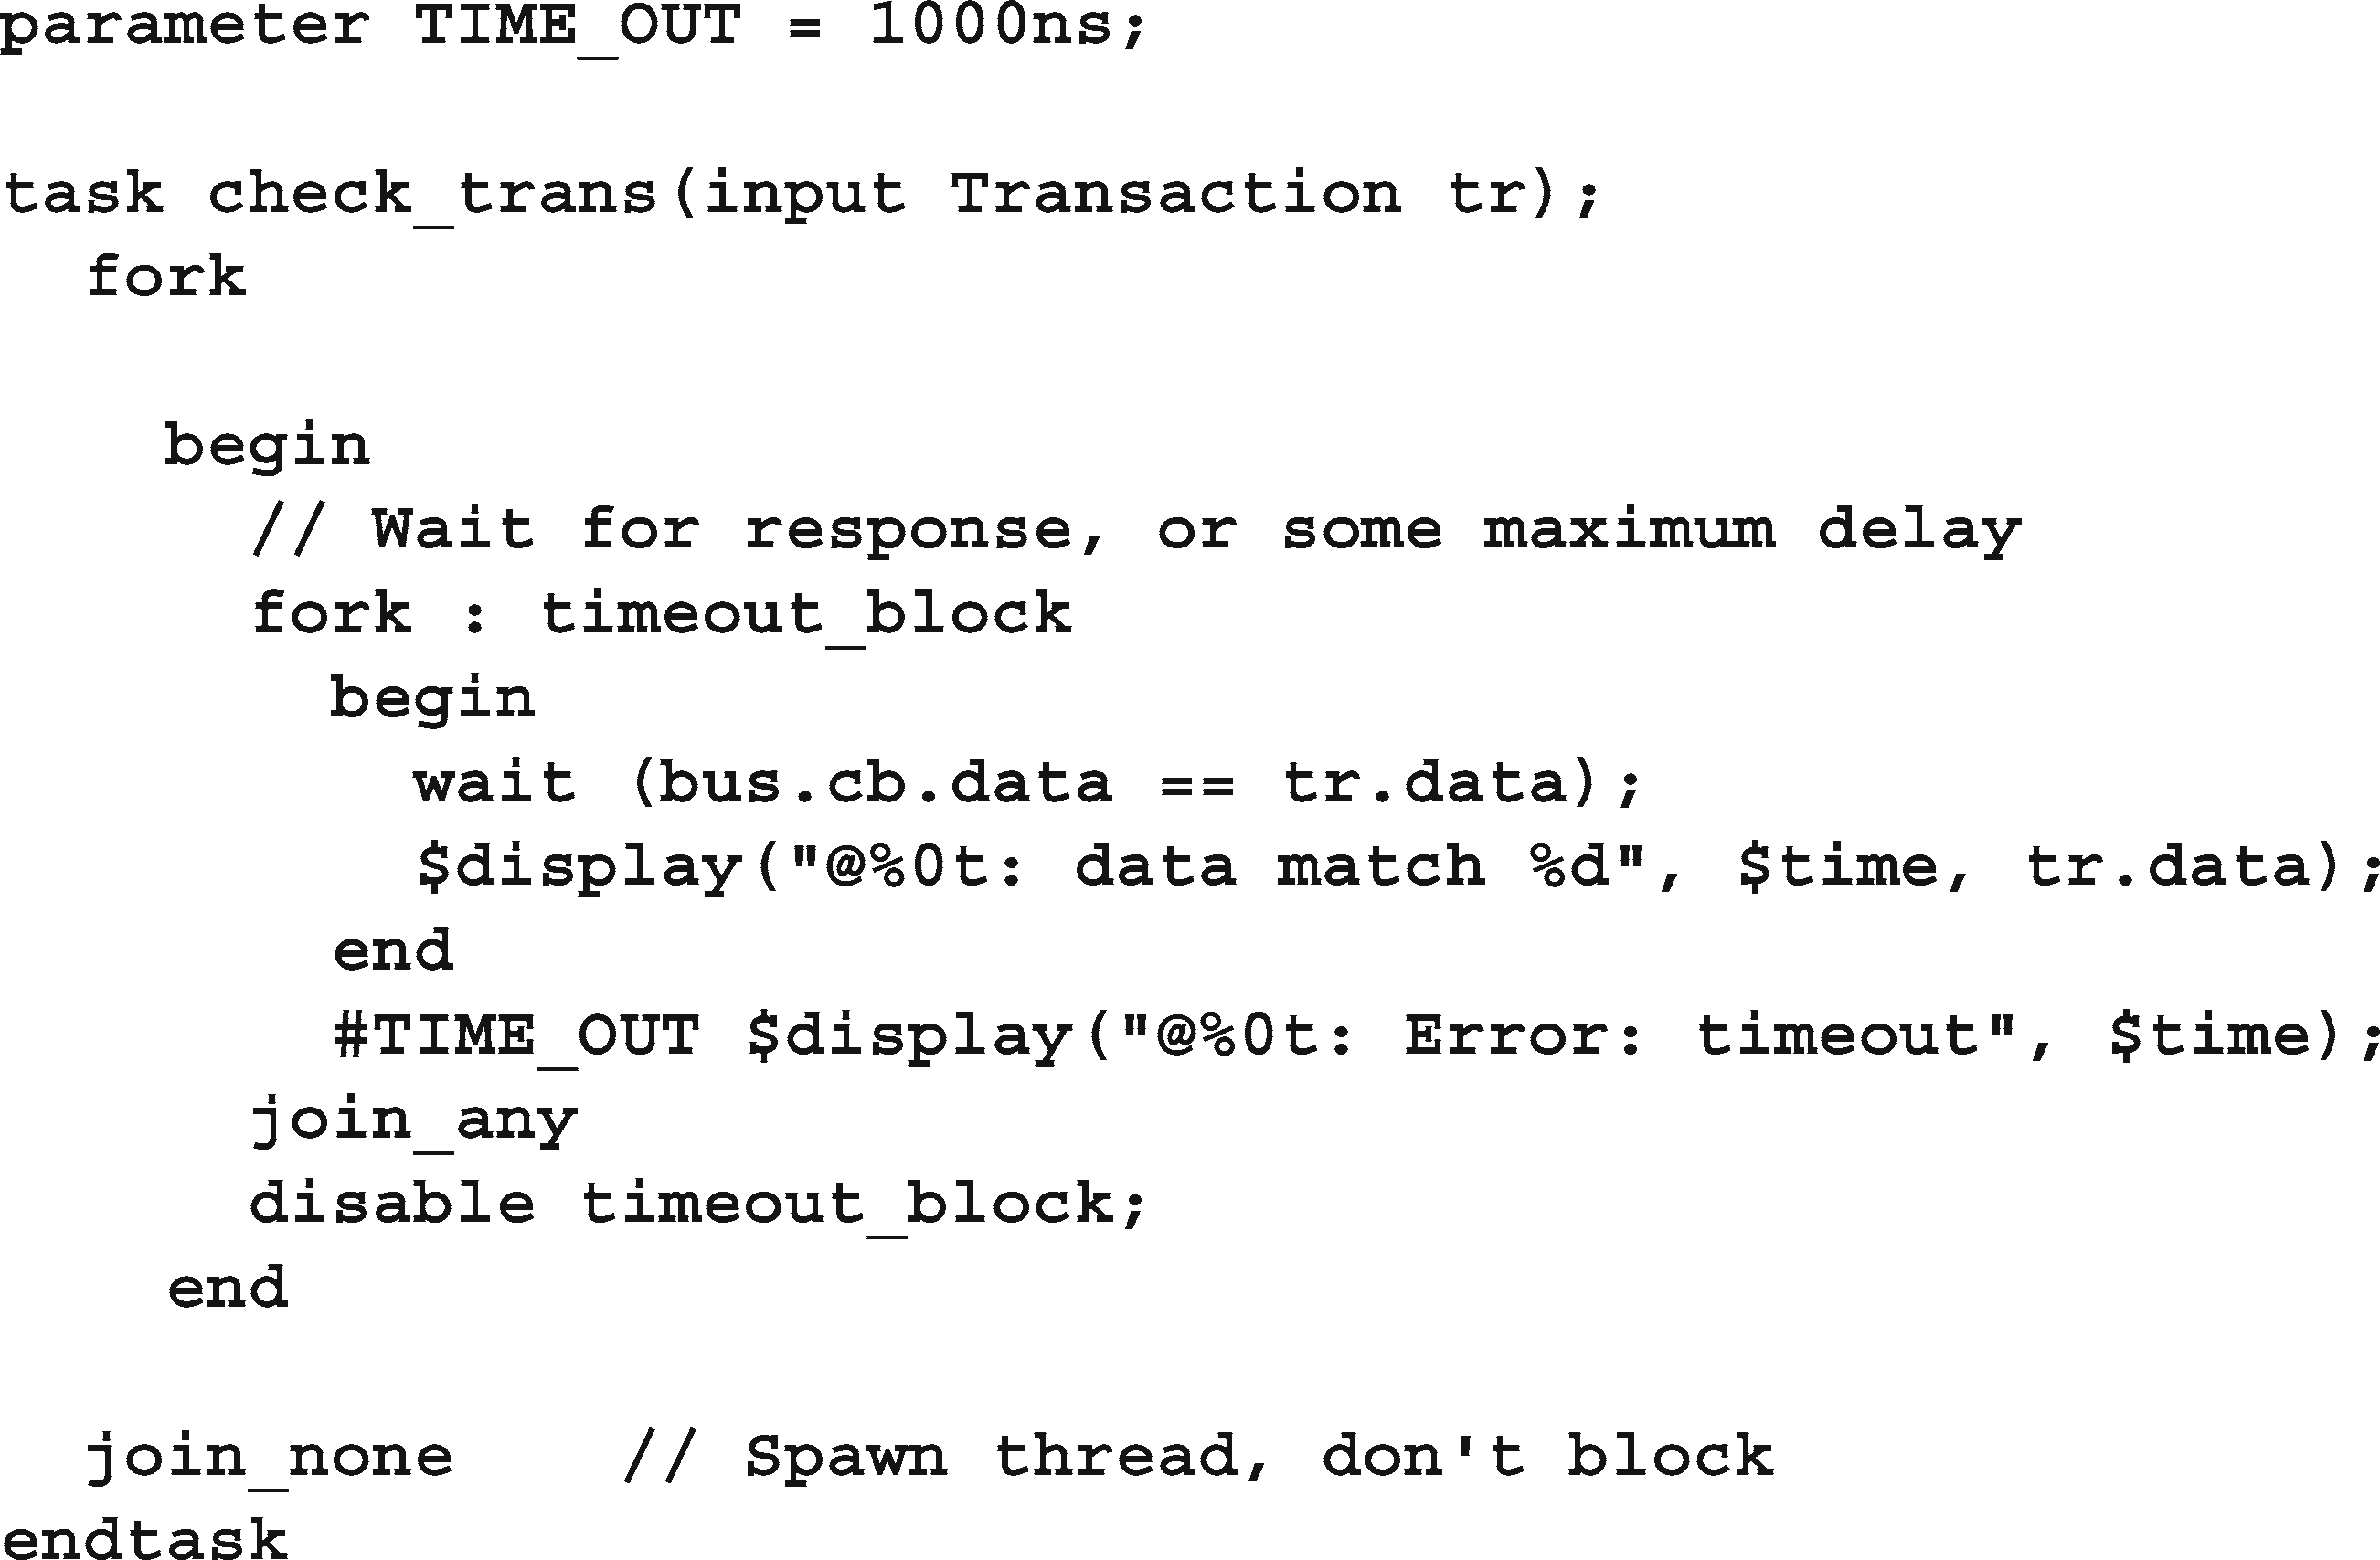 parameter TIME_OUT = 1000ns;
task check_trans(input Transaction tr);
fork
begin
// Wait for response, or some maximum delay
fork : timeout_block
begin
wait (bus.cb.data == tr.data);
$display("@%0t: data match %d", $time, tr.data);
end
#TIME_OUT $display("@%0t: Error: timeout", $time);
join_any
disable timeout_block;
end
join_none // Spawn thread, don't block
endtask